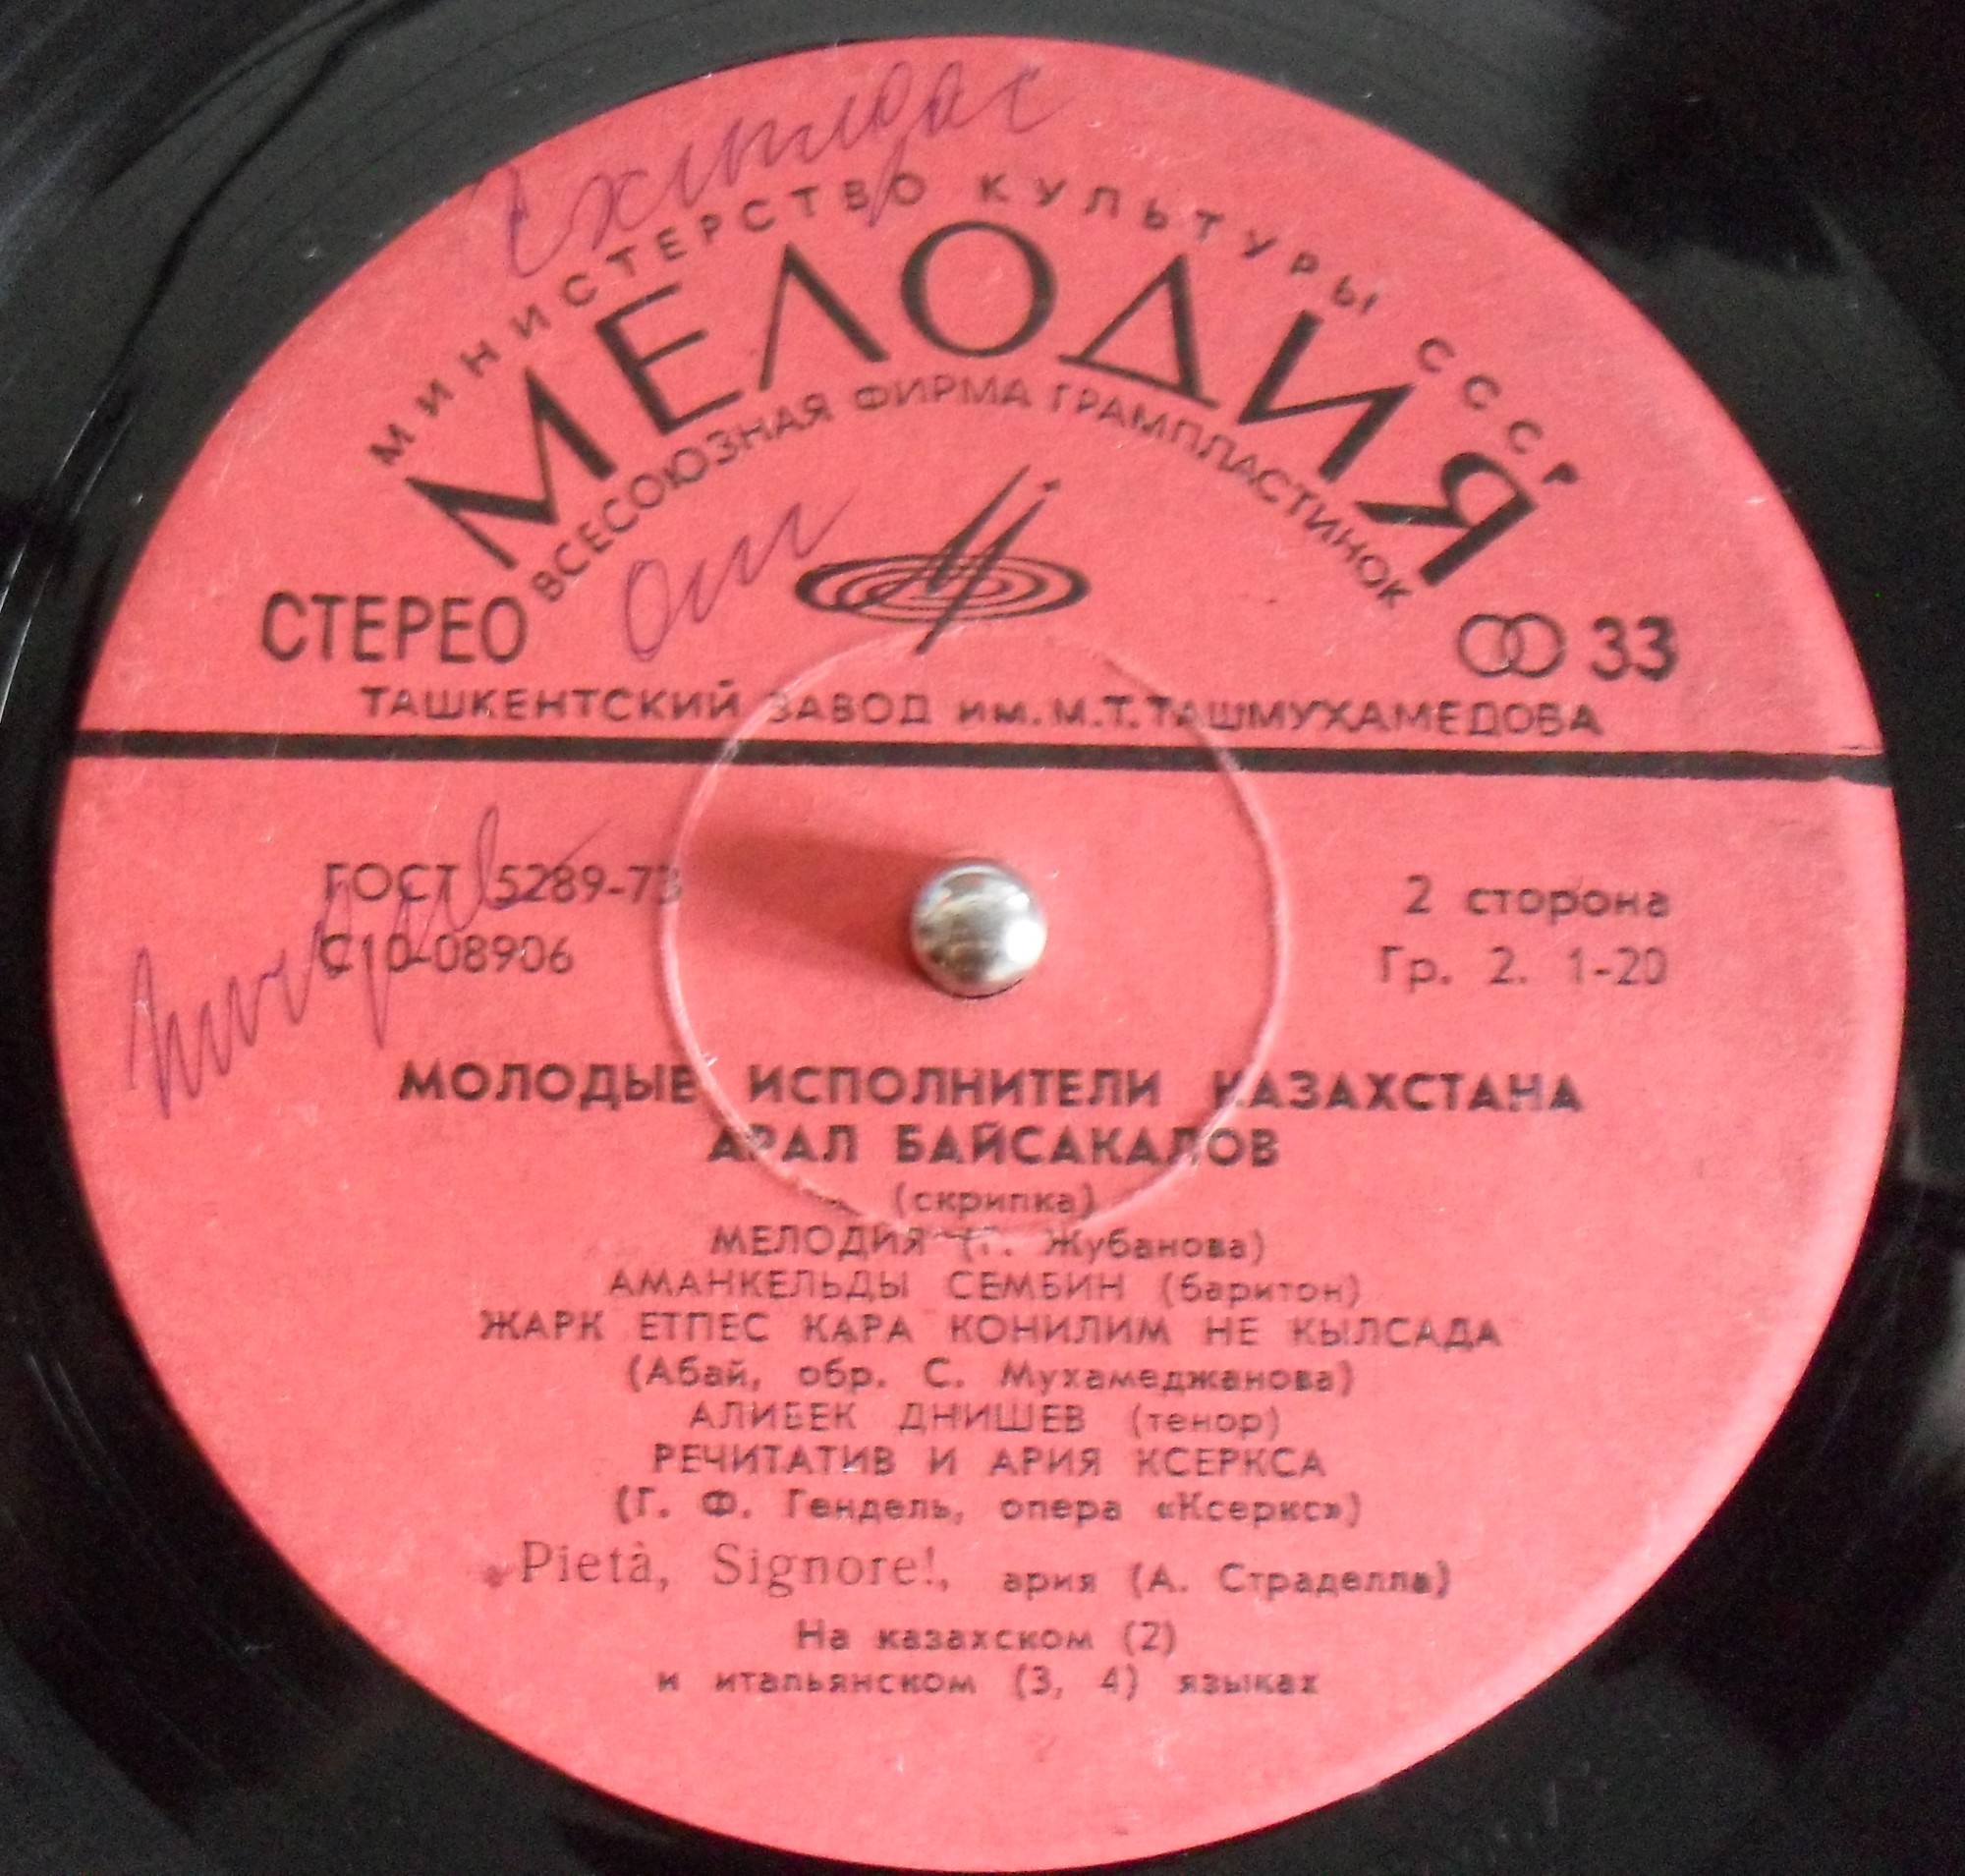 МИНИСТЕРСТВО КУЛЬТУРЫ СССР
МЕЛОДИЯ
ВСЕСОЮЗНАЯ ФИРМА ГРАМПЛАСТИНОК
СТЕРЕО
33
ТАШКЕНТСКИЙ ЗАВОД им. М.Т.ТАШМУХАМЕДОВА
ГОСТ 5289-73
2 сторона
С10-08906
Гр. 2. 1-20
МОЛОДЫЕ ИСПОЛНИТЕЛИ КАЗАХСТАНА
АРАЛ БАЙСАКАЛОВ
(скрипка)
МЕЛОДИЯ (Г. Жубанова)
АМАНКЕЛЬДЫ СЕМБИН (баритон)
ЖАРК ЕТПЕС КАРА КОНИЛИМ НЕ КЫЛСАДА
(Абай, обр. С. Мухамеджанова)
АЛИБЕК ДНИШЕВ (тенор)
РЕЧИТАТИВ И АРИЯ КСЕРКСА
(Г. Ф. Гендель, опера «Ксеркс»)
Pietà, Signore!, ария (А. Страделла)
На казахском (2)
и итальянском (3, 4) языках